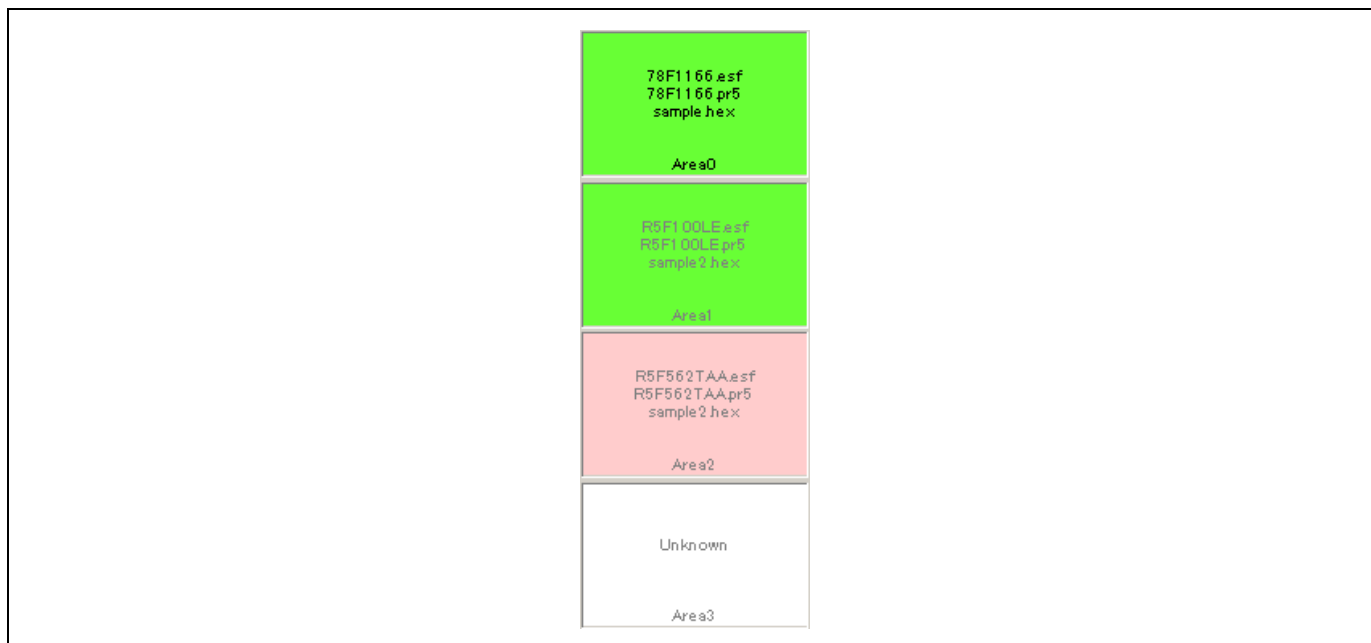 78F1166.esf
78F1166.pr5
sample.hex
Area0
R5F100LE.esf
R5F100LE.pr5
sample2.hex
Area1
R5F562TAA.esf
R5F562TAA.pr5
sample2.hex
Area2
Unknown
Area3